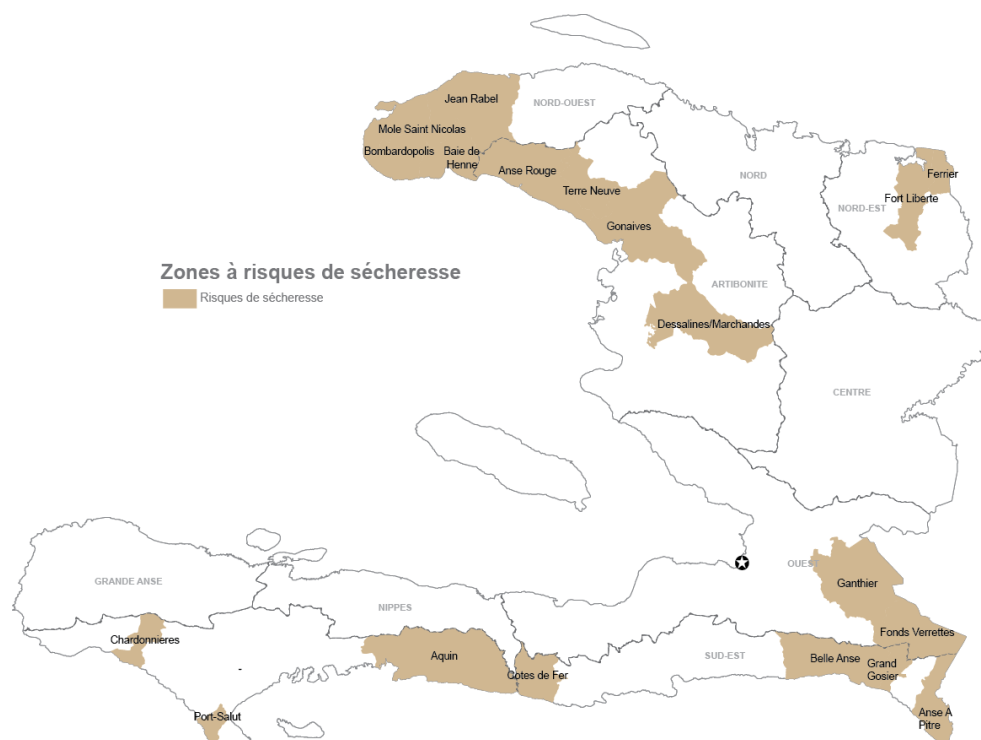 Jean Rabel
NORD-OUEST
Mole Saint Nicolas
Bombardopolis
Baie de
Henne
Anse Rouge
Terre Neuve
Gonaives
NORD
Ferrier
Fort Liberte
NORD-EST
Zones à risques de sécheresse
Risques de sécheresse
ARTIBONITE
Dessalines/Marchandes
CENTRE
OUEST
Ganthier
GRANDE ANSE
NIPPES
Fonds Verrettes
Chardonnieres
Aquin
Cotes de Fer
SUD-EST
Belle Anse
Grand
Gosier
Port-Salut
Anse A
Pitre